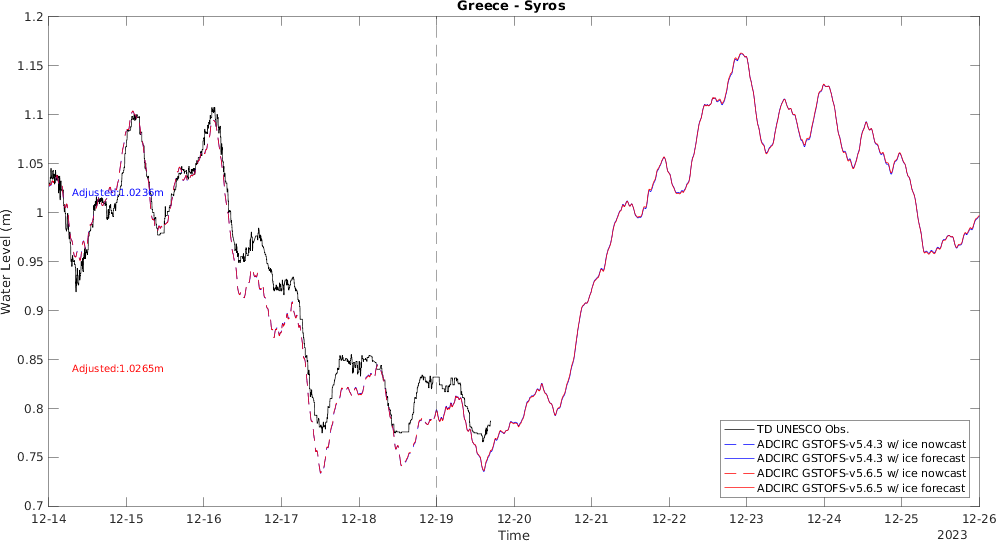 Greece - Syros
1.2
1.15
1.1
1.05
1
0.95
0.9
0.85
0.8
0.75
0.7
Water Level (m)
Adjusted:1.0236m
Adjusted:1.0265m
TD UNESCO Obs.
ADCIRC GSTOFS-v5.4.3 w/ ice nowcast
ADCIRC GSTOFS-v5.4.3 w/ ice forecast
ADCIRC GSTOFS-v5.6.5 w/ ice nowcast
ADCIRC GSTOFS-v5.6.5 w/ ice forecast
12-14 12-15 12-16 12-17 12-18 12-19 12-20 12-21 12-22 12-23 12-24 12-25 12-26
Time
2023